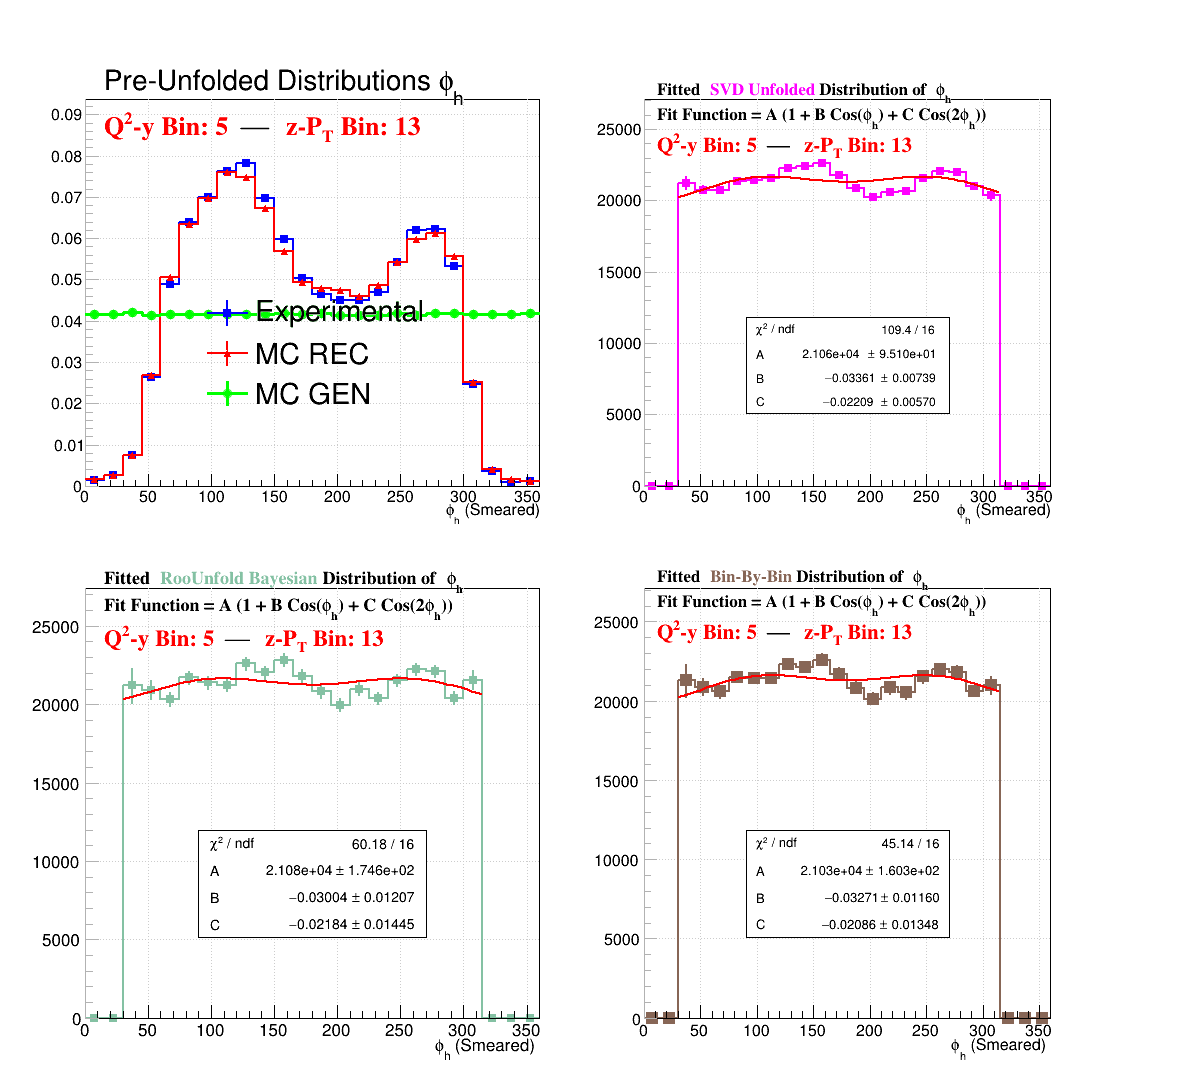 Pre-Unfolded Distributions ϕh
Q²-y Bin: 5 — z-PT Bin: 13
0.09
0.08
0.07
0.06
0.05
0.04
0.03
0.02
0.01
0
Experimental
MC REC
MC GEN
0 50 100 150 200 250 300 350
ϕh (Smeared)
Fitted SVD Unfolded Distribution of ϕh
Fit Function = A (1 + B Cos(ϕh) + C Cos(2ϕh))
Q²-y Bin: 5 — z-PT Bin: 13
25000
20000
15000
10000
5000
0
χ² / ndf 109.4 / 16
A 2.106e+04 ± 9.510e+01
B −0.03361 ± 0.00739
C −0.02209 ± 0.00570
0 50 100 150 200 250 300 350
ϕh (Smeared)
Fitted RooUnfold Bayesian Distribution of ϕh
Fit Function = A (1 + B Cos(ϕh) + C Cos(2ϕh))
Q²-y Bin: 5 — z-PT Bin: 13
25000
20000
15000
10000
5000
0
χ² / ndf 60.18 / 16
A 2.108e+04 ± 1.746e+02
B −0.03004 ± 0.01207
C −0.02184 ± 0.01445
0 50 100 150 200 250 300 350
ϕh (Smeared)
Fitted Bin-By-Bin Distribution of ϕh
Fit Function = A (1 + B Cos(ϕh) + C Cos(2ϕh))
Q²-y Bin: 5 — z-PT Bin: 13
25000
20000
15000
10000
5000
0
χ² / ndf 45.14 / 16
A 2.103e+04 ± 1.603e+02
B −0.03271 ± 0.01160
C −0.02086 ± 0.01348
0 50 100 150 200 250 300 350
ϕh (Smeared)